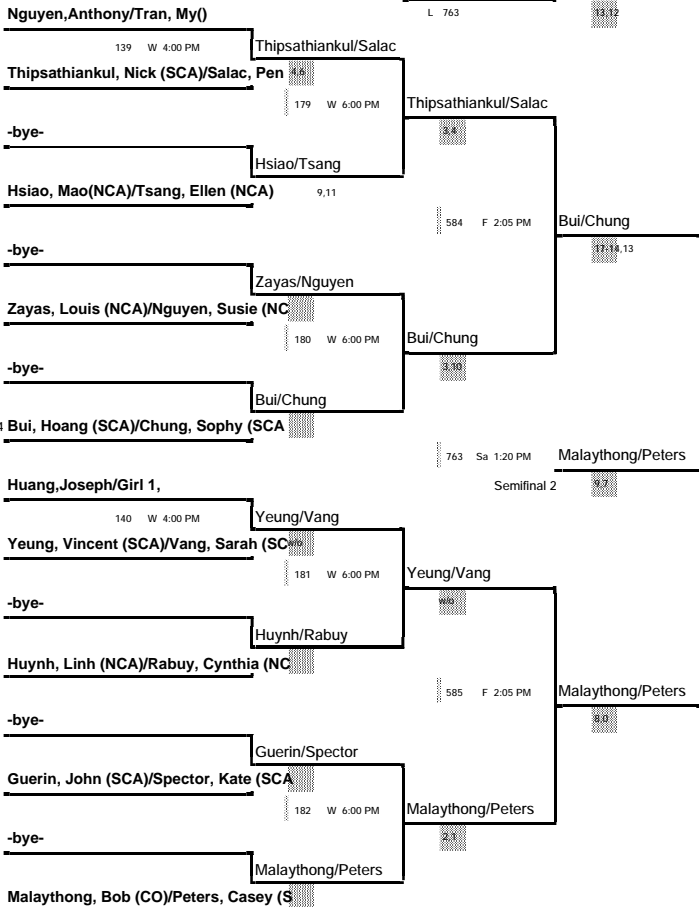 L 763
13,12
Nguyen,Anthony/Tran, My()
139 W 4:00 PM
Thipsathiankul/Salac
Thipsathiankul, Nick (SCA)/Salac, Pen
4,6
179 W 6:00 PM
Thipsathiankul/Salac
3,4
-bye-
Hsiao/Tsang
Hsiao, Mao(NCA)/Tsang, Ellen (NCA)
9,11
584 F 2:05 PM
Bui/Chung
17-14,13
-bye-
Zayas/Nguyen
Zayas, Louis (NCA)/Nguyen, Susie (NC
180 W 6:00 PM
Bui/Chung
3,10
-bye-
Bui/Chung
Bui, Hoang (SCA)/Chung, Sophy (SCA
763 Sa 1:20 PM
Malaythong/Peters
Semifinal 2
9,7
Huang,Joseph/Girl 1,
140 W 4:00 PM
Yeung/Vang
Yeung, Vincent (SCA)/Vang, Sarah (SC
w/o
181 W 6:00 PM
Yeung/Vang
w/o
-bye-
Huynh/Rabuy
Huynh, Linh (NCA)/Rabuy, Cynthia (NC
585 F 2:05 PM
Malaythong/Peters
8,0
-bye-
Guerin/Spector
Guerin, John (SCA)/Spector, Kate (SCA
182 W 6:00 PM
Malaythong/Peters
2,1
-bye-
Malaythong/Peters
Malaythong, Bob (CO)/Peters, Casey (S